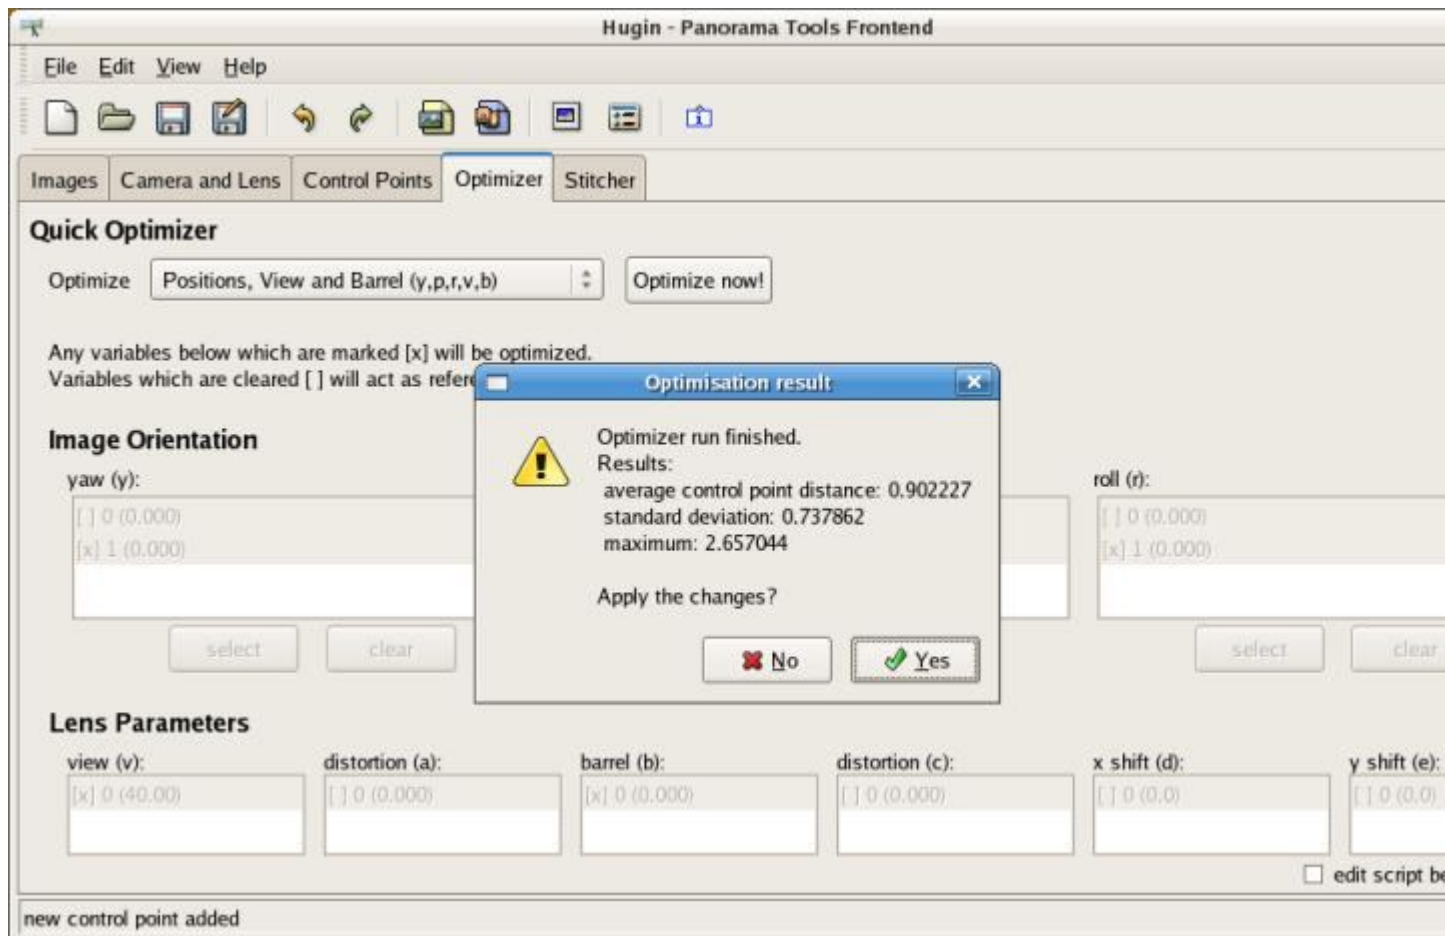 Hugin - Panorama Tools Frontend
File Edit View Help
Images Camera and Lens Control Points Optimizer Stitcher
Quick Optimizer
Optimize Positions, View and Barrel (y,p,r,v,b) Optimize now!
Any variables below which are marked [x] will be optimized.
Variables which are cleared [ ] will act as refere
Optimisation result
Optimizer run finished.
Results:
average control point distance: 0.902227
standard deviation: 0.737862
maximum: 2.657044
Apply the changes?
No Yes
Image Orientation
yaw (y): roll (r):
[ ] 0 (0.000) [ ] 0 (0.000)
[x] 1 (0.000) [x] 1 (0.000)
select clear select clear
Lens Parameters
view (v): distortion (a): barrel (b): distortion (c): x shift (d): y shift (e):
[x] 0 (40.00) [ ] 0 (0.000) [x] 0 (0.000) [ ] 0 (0.000) [ ] 0 (0.0) [ ] 0 (0.0)
edit script be
new control point added